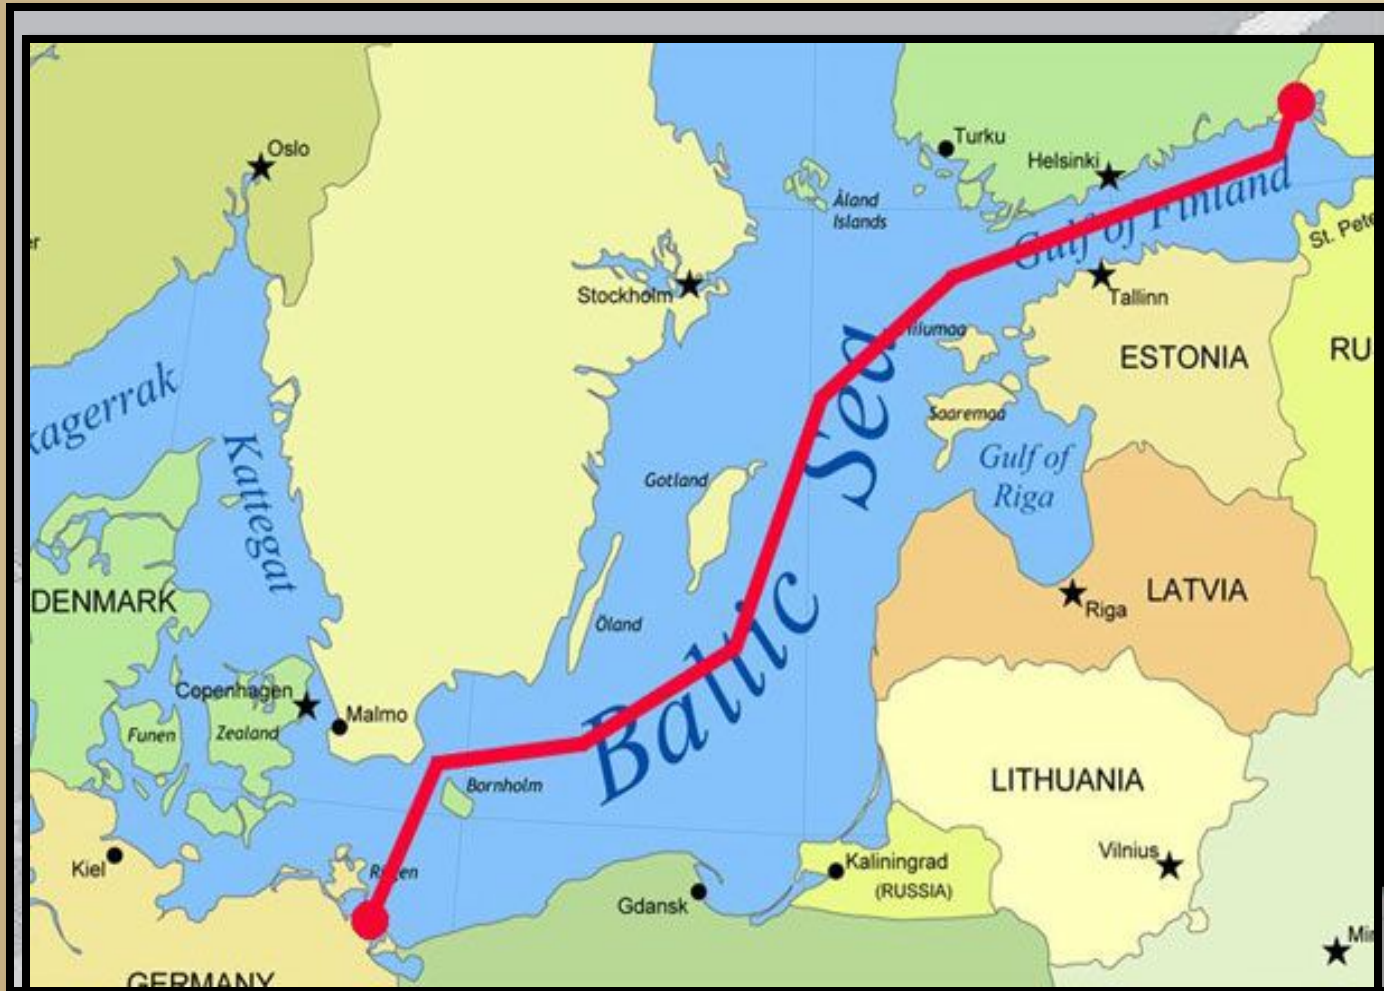 Oslo
Turku
Helsinki
Åland
Islands
Gulf of Finland
St. Pete
Stockholm
Tallinn
ESTONIA
RU
kagerrak
Kattegat
Saaremaa
Gotland
Gulf of
Riga
Baltic Sea
DENMARK
Öland
Riga
LATVIA
Copenhagen
Malmo
Funen
Zealand
Bornholm
LITHUANIA
Kiel
Kaliningrad
(RUSSIA)
Vilnius
Gdansk
Min
GERMANY